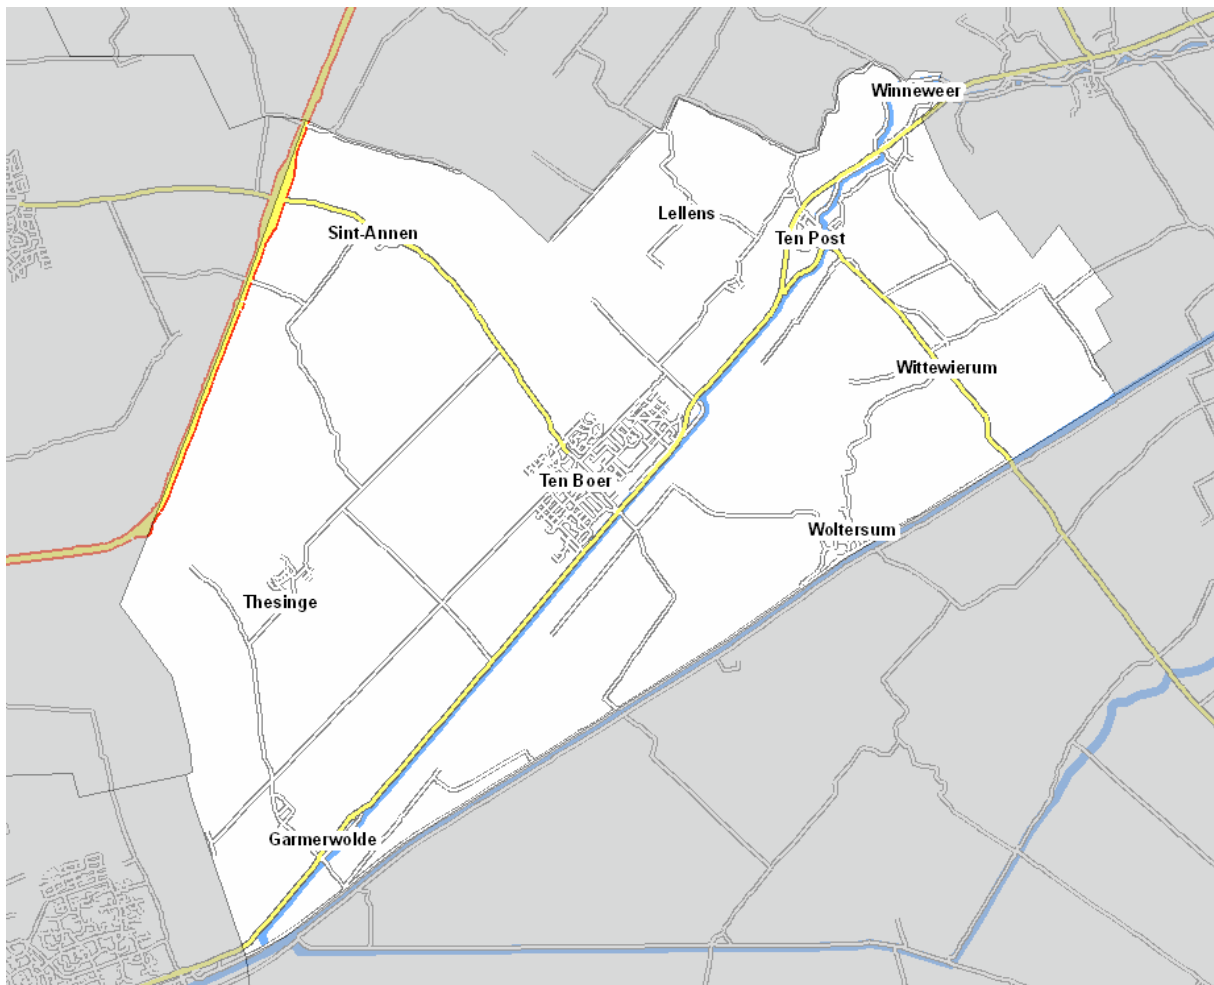 Winneweer
Lellens
Sint-Annen
Ten Post
Wittewierum
Ten Boer
Woltersum
Thesinge
Garmerwolde